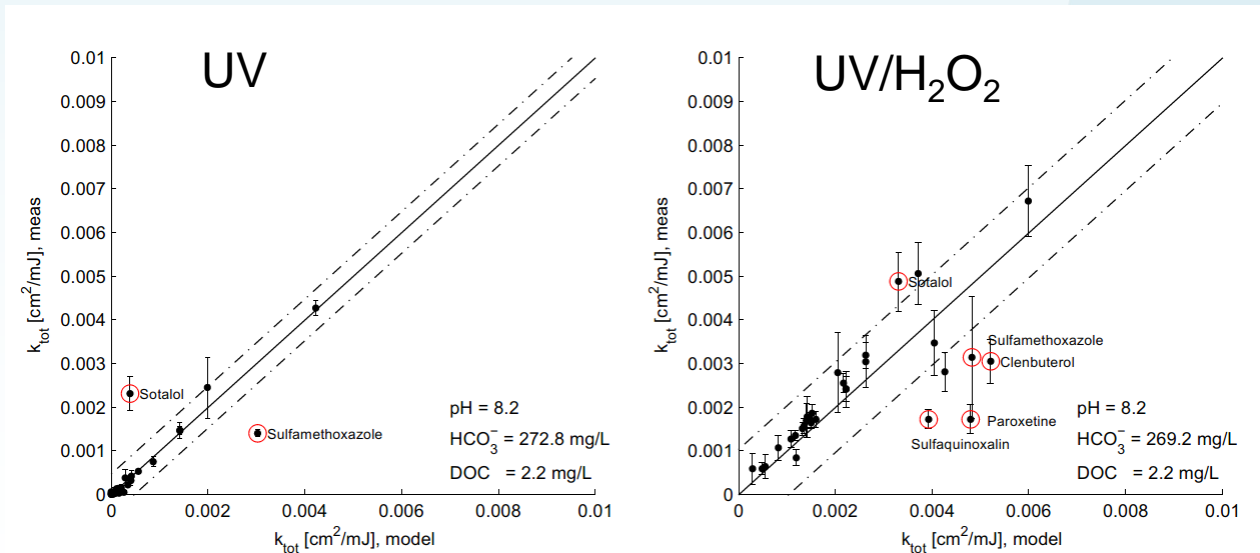 UV
0.01
0.009
0.008
0.007
0.006
0.005
0.004
0.003
0.002
0.001
0
k_tot [cm²/mJ], meas
Sotalol
Sulfamethoxazole
pH = 8.2
HCO₃⁻ = 272.8 mg/L
DOC = 2.2 mg/L
0 0.002 0.004 0.006 0.008 0.01
k_tot [cm²/mJ], model
UV/H₂O₂
0.01
0.009
0.008
0.007
0.006
0.005
0.004
0.003
0.002
0.001
0
k_tot [cm²/mJ], meas
Sotalol
Sulfamethoxazole
Clenbuterol
Paroxetine
Sulfaquinoxalin
pH = 8.2
HCO₃⁻ = 269.2 mg/L
DOC = 2.2 mg/L
0 0.002 0.004 0.006 0.008 0.01
k_tot [cm²/mJ], model